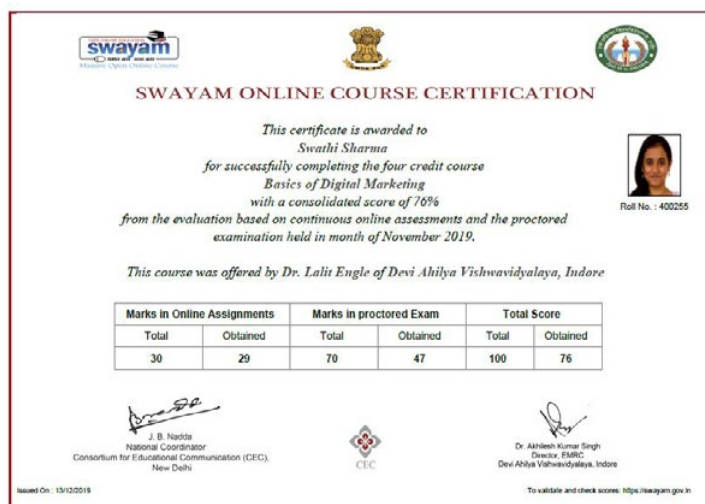 swayam
SWAYAM ONLINE COURSE CERTIFICATION
This certificate is awarded to
Swathi Sharma
for successfully completing the four credit course
Basics of Digital Marketing
with a consolidated score of 76%
from the evaluation based on continuous online assessments and the proctored
examination held in month of November 2019.
Roll No. : 400255
This course was offered by Dr. Lalit Engle of Devi Ahilya Vishwavidyalaya, Indore
Marks in Online Assignments Marks in proctored Exam Total Score
Total Obtained Total Obtained Total Obtained
30 29 70 47 100 76
J. B. Nadda
National Coordinator
Consortium for Educational Communication (CEC),
New Delhi
CEC
Dr. Akhilesh Kumar Singh
Director, EMRC
Devi Ahilya Vishwavidyalaya, Indore
Issued On : 13/12/2019
To validate and check scores: https://swayam.gov.in